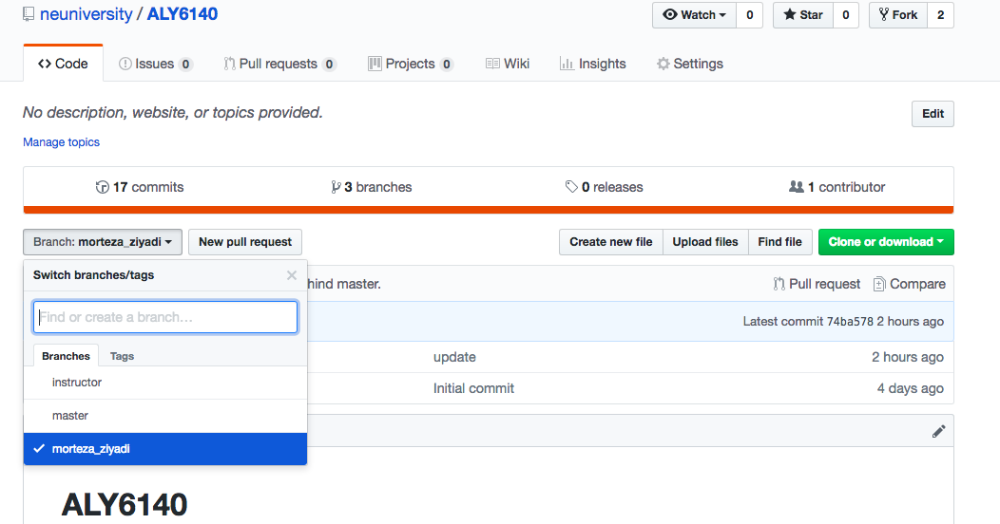 neuniversity / ALY6140
Watch 0 Star 0 Fork 2
Code Issues 0 Pull requests 0 Projects 0 Wiki Insights Settings
No description, website, or topics provided. Edit
Manage topics
17 commits 3 branches 0 releases 1 contributor
Branch: morteza_ziyadi New pull request Create new file Upload files Find file Clone or download
Switch branches/tags hind master. Pull request Compare
Find or create a branch... Latest commit 74ba578 2 hours ago
Branches Tags update 2 hours ago
instructor Initial commit 4 days ago
master
morteza_ziyadi
ALY6140